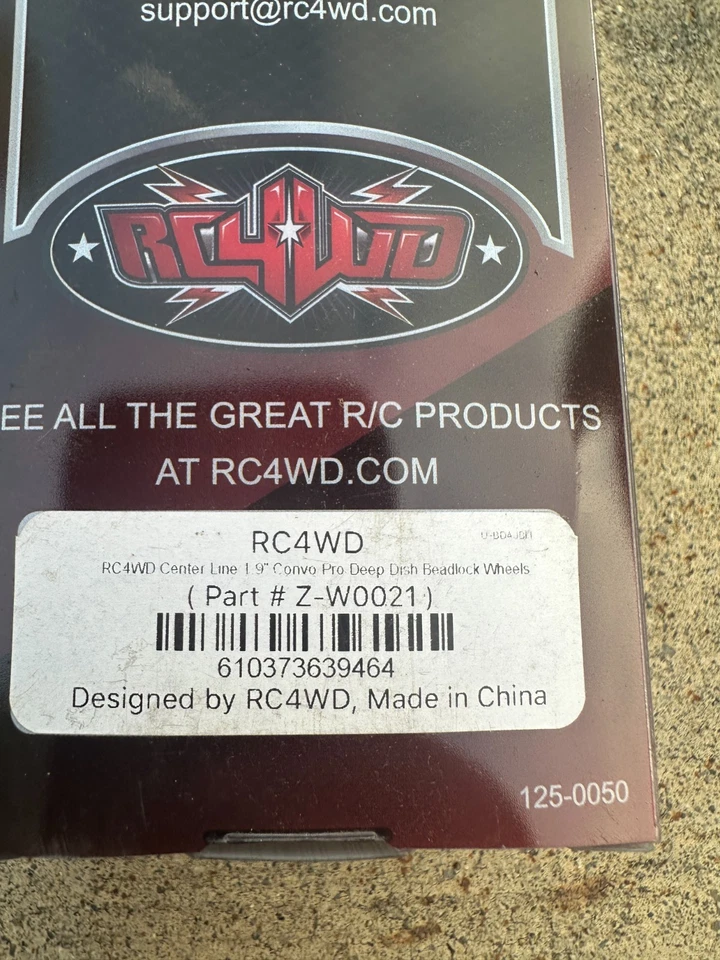 support@rc4wd.com
RC4WD
EE ALL THE GREAT R/C PRODUCTS
AT RC4WD.COM
RC4WD
RC4WD Center Line 1.9" Convo Pro Deep Dish Beadlock Wheels
( Part # Z-W0021 )
610373639464
Designed by RC4WD, Made in China
125-0050